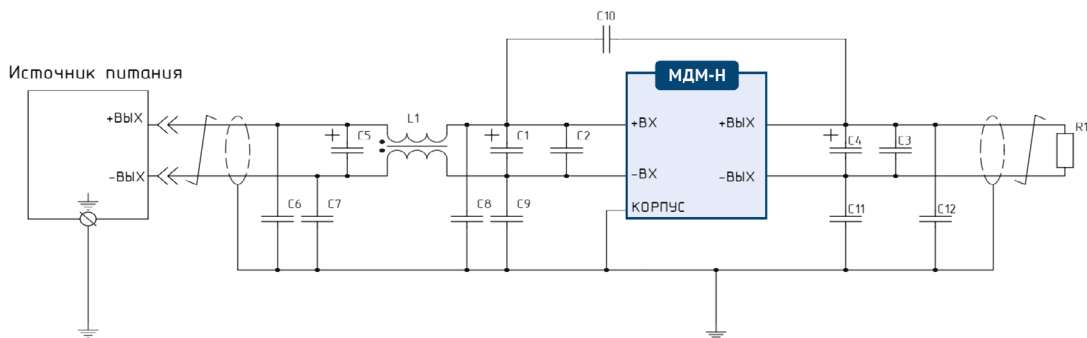 C10
Источник питания
МДМ-Н
+ВЫХ
L1
+ C5
+ C1
C2
+ВХ
+ВЫХ
+ C4
C3
R1
-ВЫХ
-ВХ
-ВЫХ
C6
C7
C8
C9
КОРПУС
C11
C12